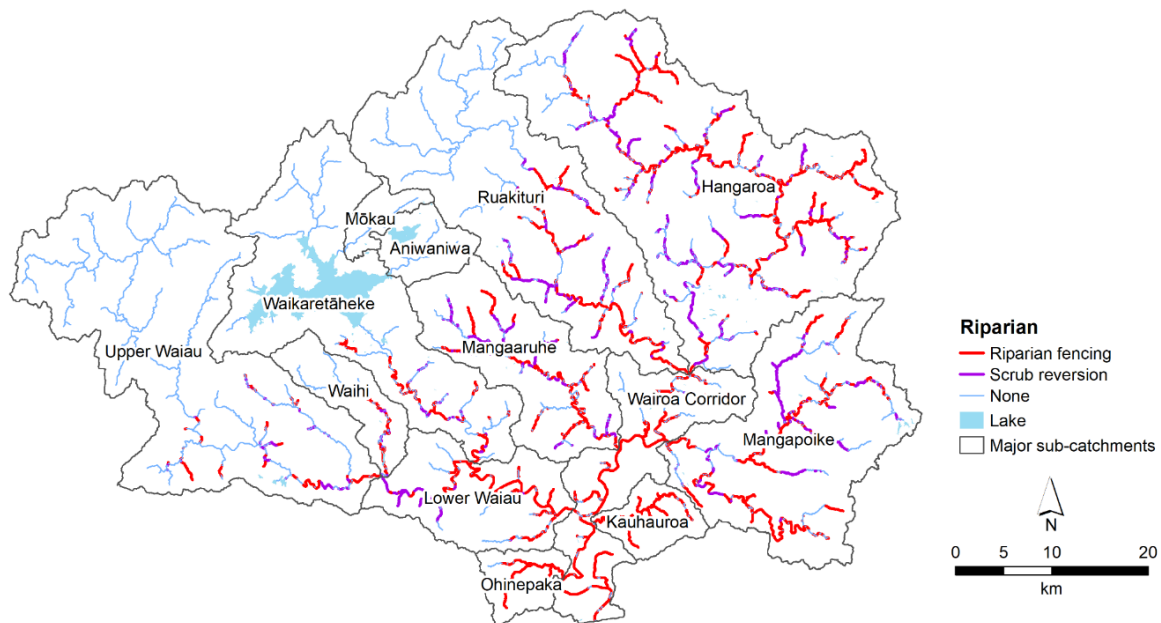 Ruakituri
Hangaroa
Mōkau
Aniwaniwa
Waikaretāheke
Upper Waiau
Mangaaruhe
Waihi
Wairoa Corridor
Mangapoike
Lower Waiau
Kauhauroa
Ohinepaka
Riparian
Riparian fencing
Scrub reversion
None
Lake
Major sub-catchments
N
0 5 10 20
km